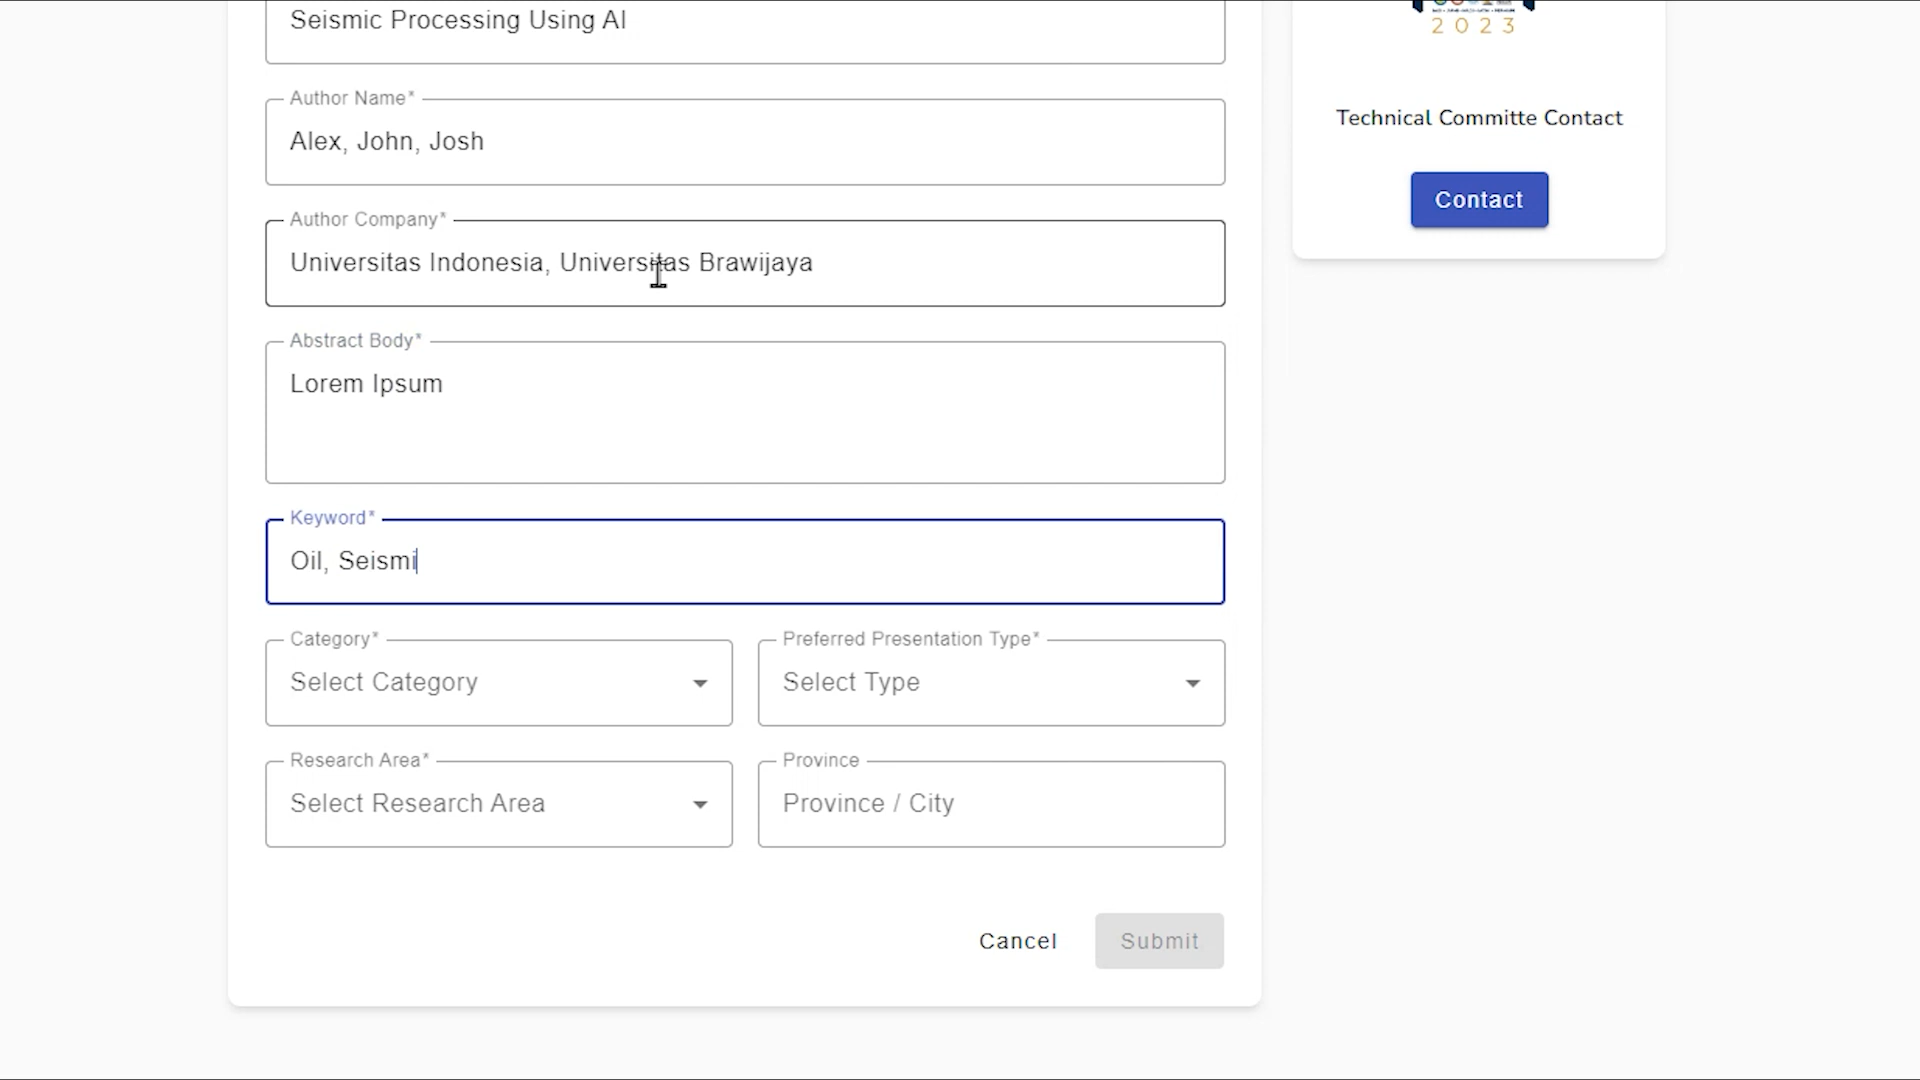 Seismic Processing Using AI
2023
Author Name*
Alex, John, Josh
Technical Committe Contact
Contact
Author Company*
Universitas Indonesia, Universitas Brawijaya
Abstract Body*
Lorem Ipsum
Keyword*
Oil, Seismi
Category*
Select Category
Preferred Presentation Type*
Select Type
Research Area*
Select Research Area
Province
Province / City
Cancel
Submit